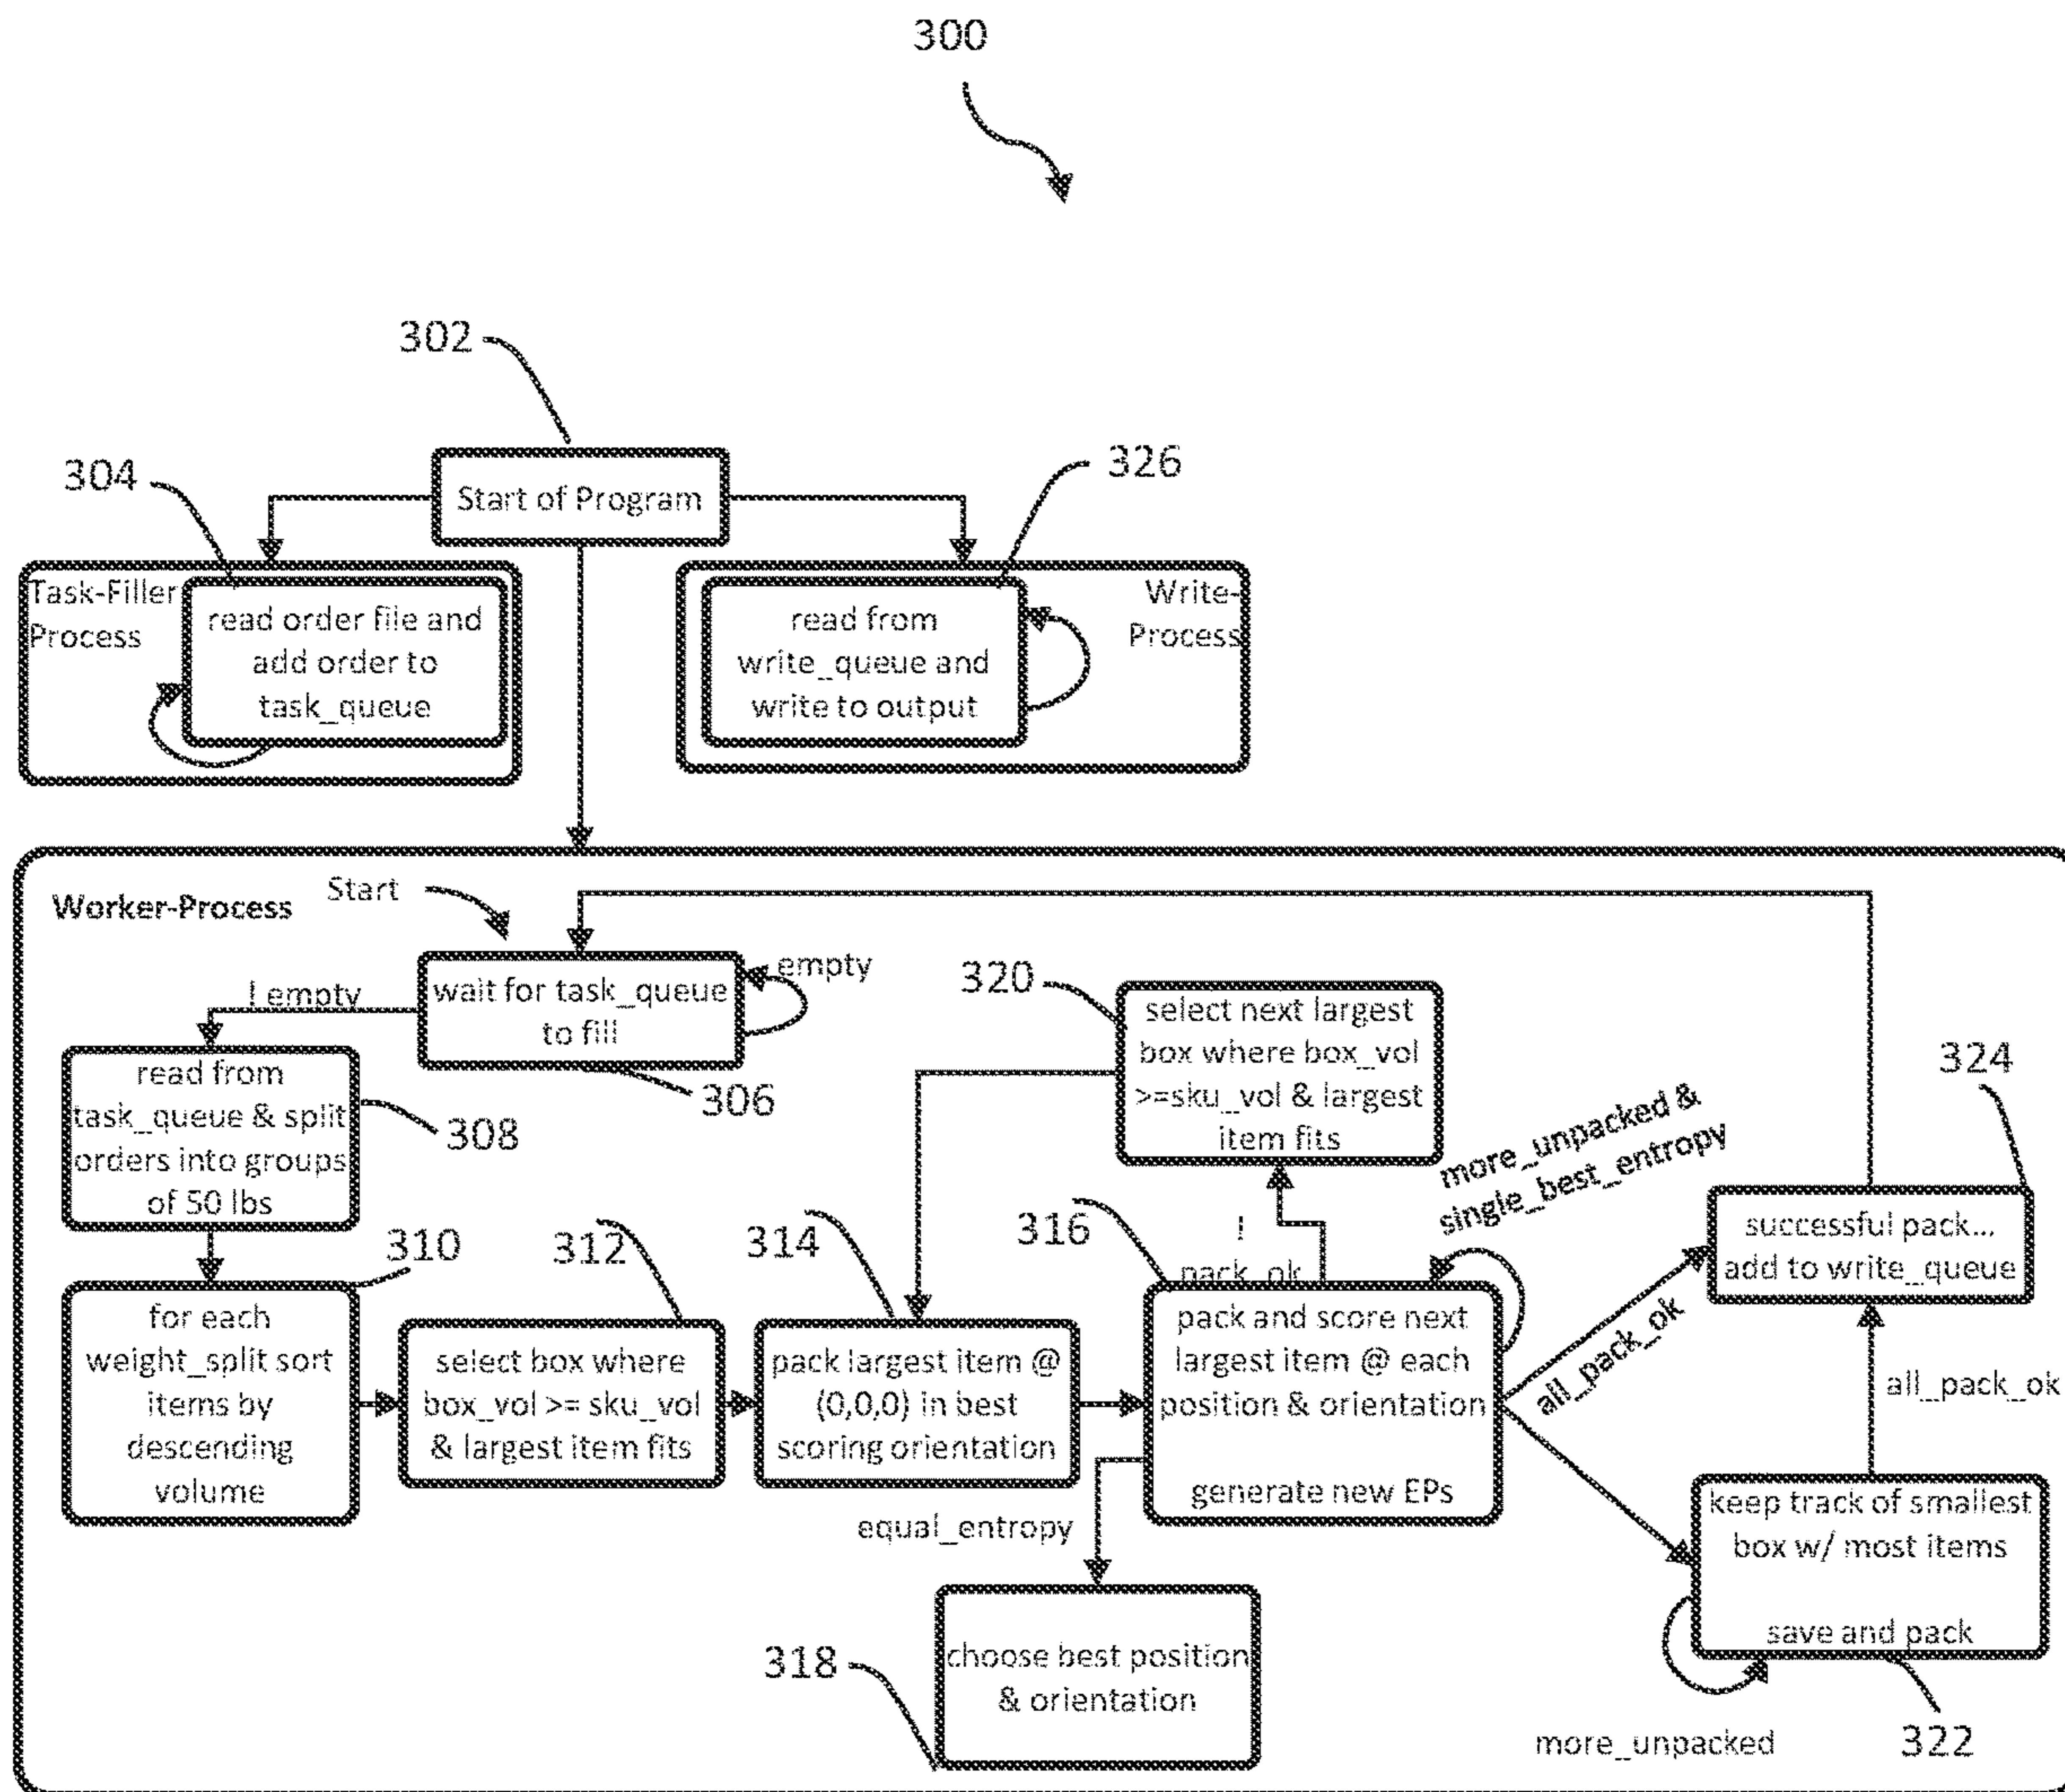 300
302
304
326
Start of Program
Task-Filler
Process
read order file and
add order to
task_queue
read from
write_queue and
write to output
Write-
Process
Worker-Process
Start
wait for task_queue
to fill
empty
! empty
306
read from
task_queue & split
orders into groups
of 50 lbs
308
310
for each
weight_split sort
items by
descending
volume
312
select box where
box_vol >= sku_vol
& largest item fits
314
pack largest item @
(0,0,0) in best
scoring orientation
320
select next largest
box where box_vol
>=sku_vol & largest
item fits
316
!
pack_ok
pack and score next
largest item @ each
position & orientation
generate new EPs
more_unpacked &
single_best_entropy
equal_entropy
318
choose best position
& orientation
324
successful pack...
add to write_queue
all_pack_ok
all_pack_ok
keep track of smallest
box w/ most items
save and pack
more_unpacked
322